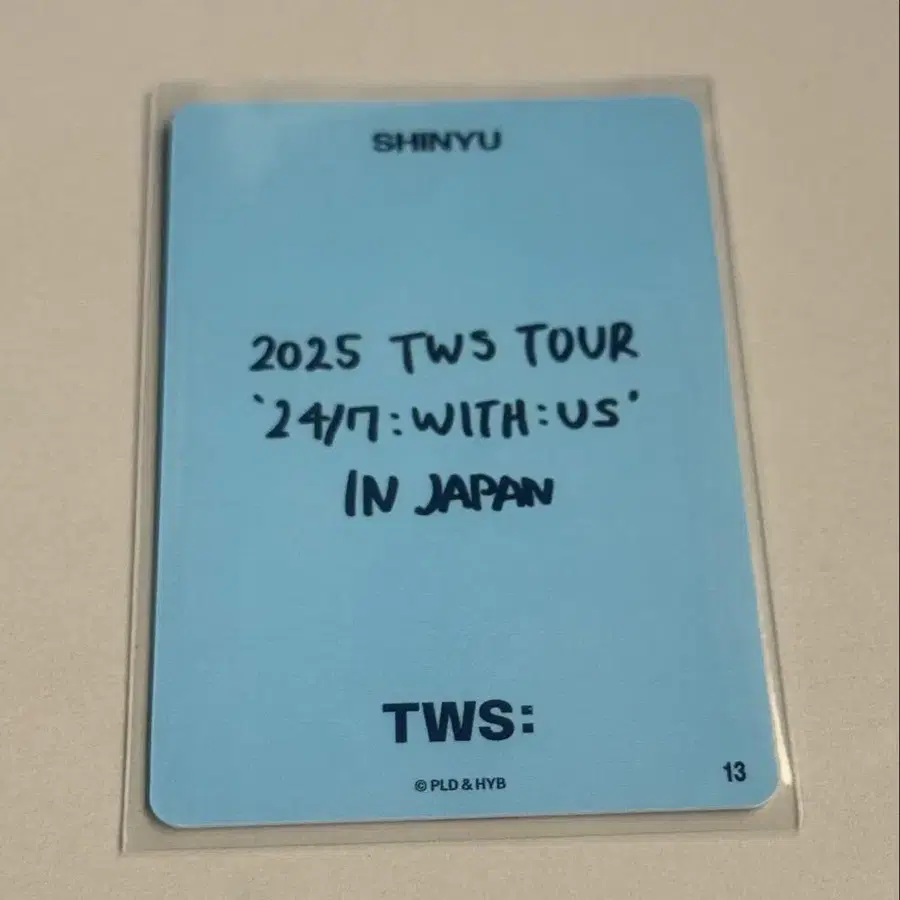 SHINYU
2025 TWS TOUR
'24/7:WITH:US'
IN JAPAN
TWS:
© PLD & HYB
13